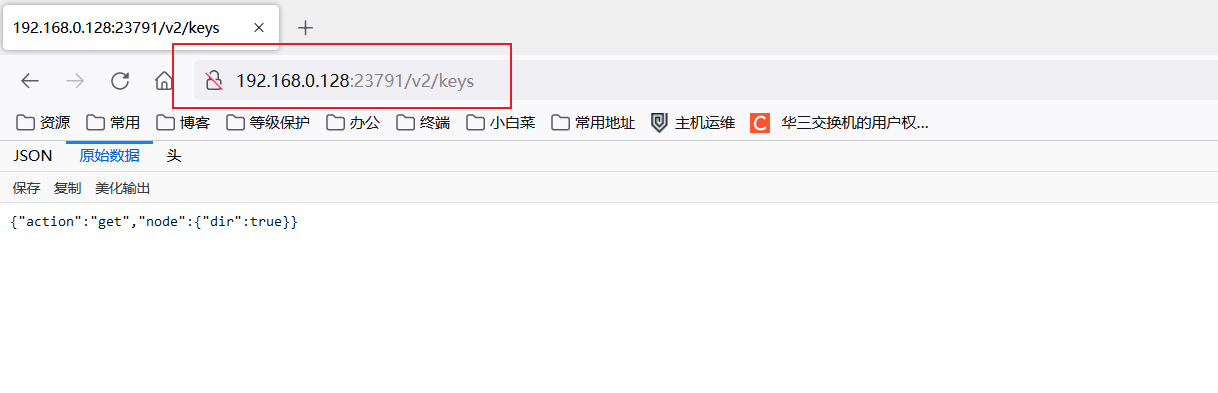 192.168.0.128:23791/v2/keys
192.168.0.128:23791/v2/keys
资源 常用 博客 等级保护 办公 终端 小白菜 常用地址 主机运维 C 华三交换机的用户权...
JSON 原始数据 头
保存 复制 美化输出
{"action":"get","node":{"dir":true}}